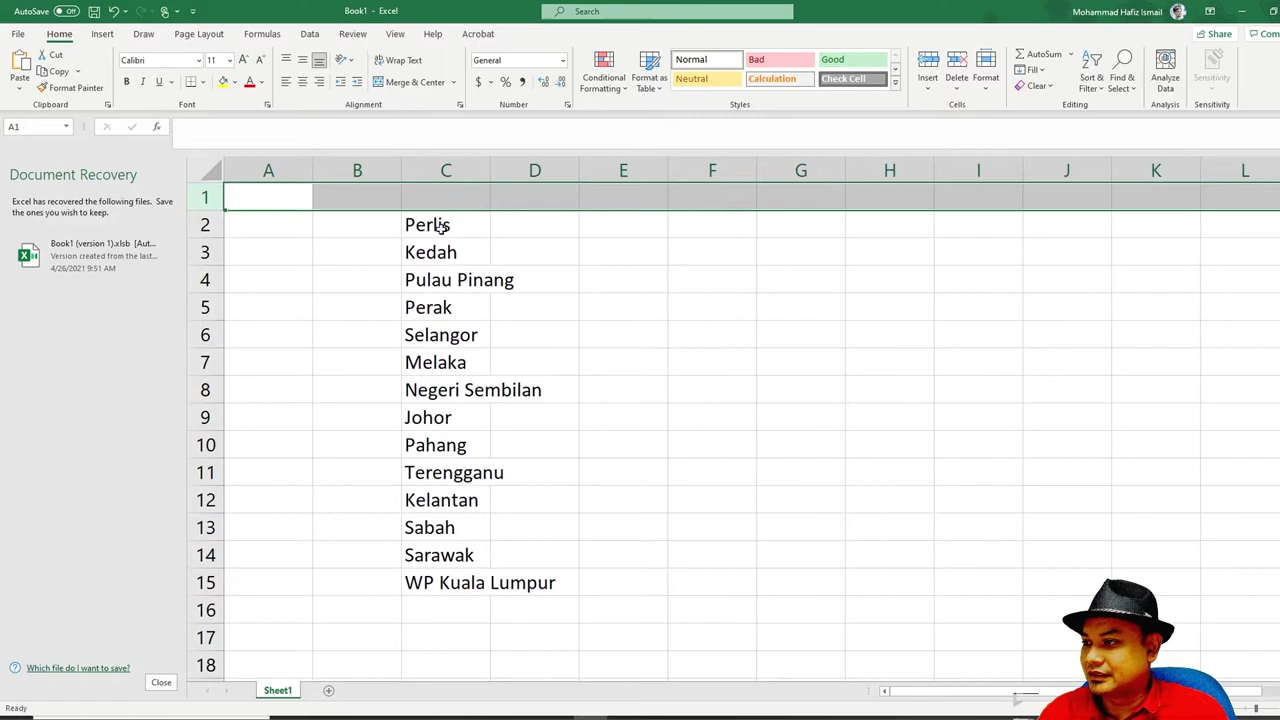 AutoSave Off Book1 - Excel Search Mohammad Hafiz Ismail
File Home Insert Draw Page Layout Formulas Data Review View Help Acrobat Share Com
Paste Cut Copy Format Painter
Calibri 11
B I U
Wrap Text
Merge & Center
General
$ % ,
Conditional Formatting
Format as Table
Normal Bad Good
Neutral Calculation Check Cell
Insert Delete Format
AutoSum
Fill
Clear
Sort & Filter
Find & Select
Analyze Data
Sensitivity
Clipboard Font Alignment Number Styles Cells Editing Analysis Sensitivity
A1 fx
Document Recovery
Excel has recovered the following files. Save
the ones you wish to keep.
Book1 (version 1).xlsb [Aut...
Version created from the last...
4/26/2021 9:51 AM
A B C D E F G H I J K L
1
2 Perlis
3 Kedah
4 Pulau Pinang
5 Perak
6 Selangor
7 Melaka
8 Negeri Sembilan
9 Johor
10 Pahang
11 Terengganu
12 Kelantan
13 Sabah
14 Sarawak
15 WP Kuala Lumpur
16
17
18
Which file do I want to save?
Close
Sheet1
Ready